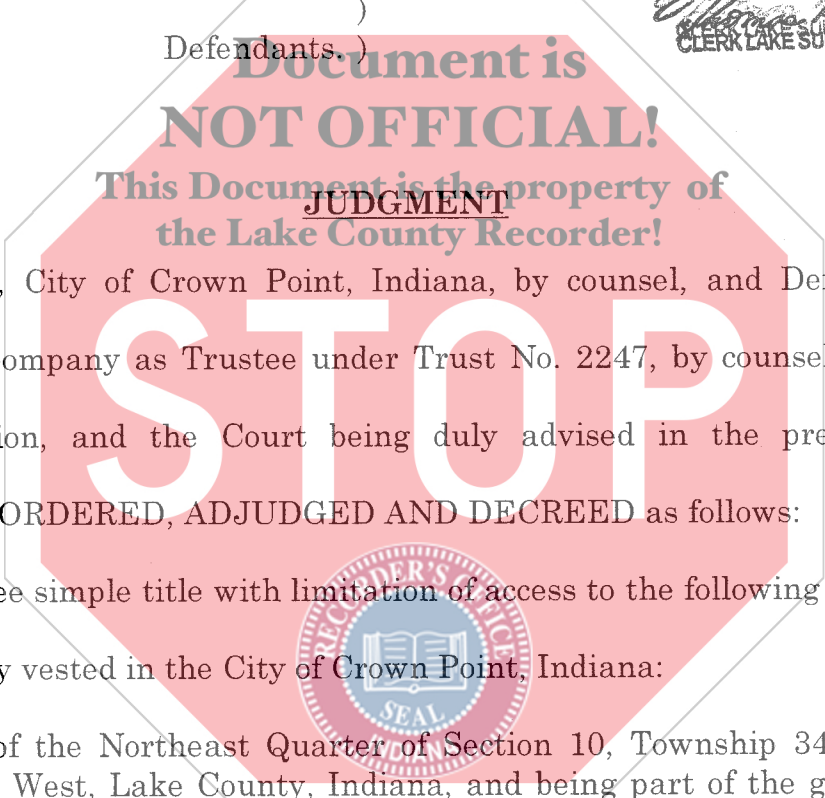 )
Defendants. )
CLERK LAKE SU
Document is
NOT OFFICIAL!
This Document is the property of
the Lake County Recorder!
JUDGMENT
, City of Crown Point, Indiana, by counsel, and De
ompany as Trustee under Trust No. 2247, by counsel
ion, and the Court being duly advised in the pre
ORDERED, ADJUDGED AND DECREED as follows:
ee simple title with limitation of access to the following
y vested in the City of Crown Point, Indiana:
of the Northeast Quarter of Section 10, Township 34
West, Lake County, Indiana, and being part of the g
STOP
RECORDER'S OFFICE
SEAL
INDIANA